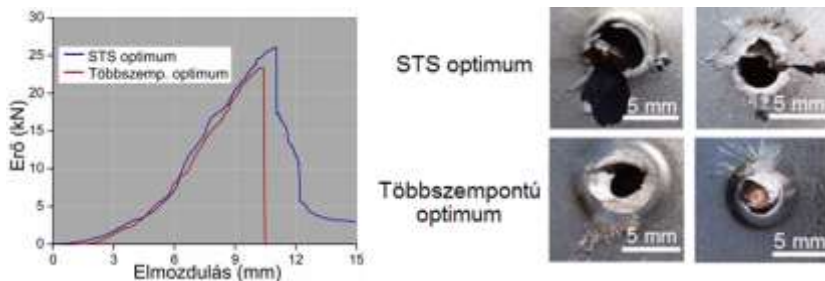 30
25
20
15
10
5
0
Erő (kN)
STS optimum
Többszemp. optimum
0 3 6 9 12 15
Elmozdulás (mm)
STS optimum
5 mm
5 mm
Többszempontú
optimum
5 mm
5 mm